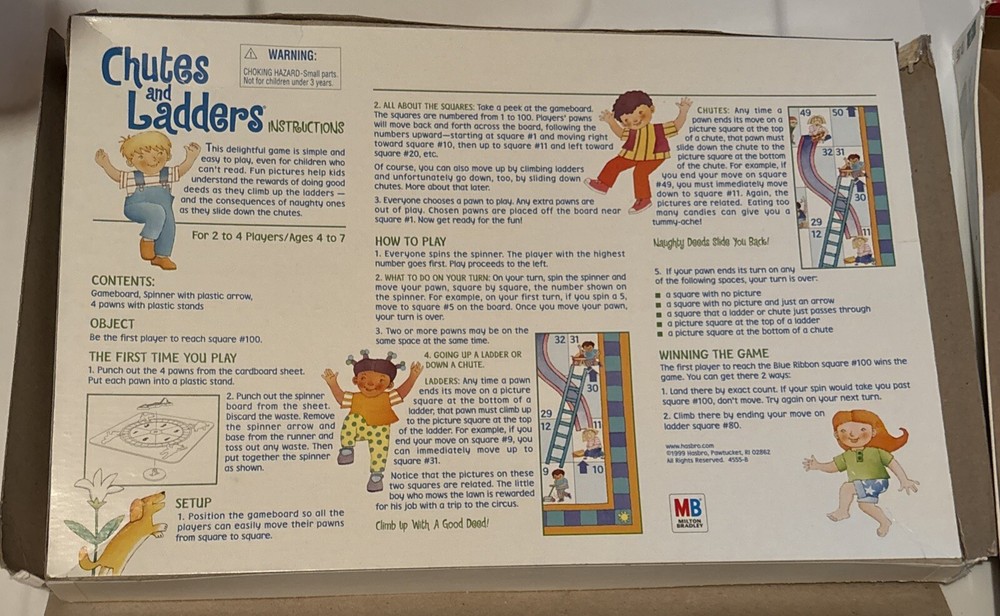 Chutes
and
Ladders®
INSTRUCTIONS
WARNING:
CHOKING HAZARD-Small parts.
Not for children under 3 years.
This delightful game is simple and
easy to play, even for children who
can't read. Fun pictures help kids
understand the rewards of doing good
deeds as they climb up the ladders —
and the consequences of naughty ones
as they slide down the chutes.
For 2 to 4 Players/Ages 4 to 7
CONTENTS:
Gameboard, Spinner with plastic arrow,
4 pawns with plastic stands
OBJECT
Be the first player to reach square #100.
THE FIRST TIME YOU PLAY
1. Punch out the 4 pawns from the cardboard sheet.
Put each pawn into a plastic stand.
2. Punch out the spinner
board from the sheet.
Discard the waste. Remove
the spinner arrow and
base from the runner and
toss out any waste. Then
put together the spinner
as shown.
SETUP
1. Position the gameboard so all the
players can easily move their pawns
from square to square.
2. ALL ABOUT THE SQUARES: Take a peek at the gameboard.
The squares are numbered from 1 to 100. Players' pawns
will move back and forth across the board, following the
numbers upward—starting at square #1 and moving right
toward square #10, then up to square #11 and left toward
square #20, etc.
Of course, you can also move up by climbing ladders
and unfortunately go down, too, by sliding down
chutes. More about that later.
3. Everyone chooses a pawn to play. Any extra pawns are
out of play. Chosen pawns are placed off the board near
square #1. Now get ready for the fun!
HOW TO PLAY
1. Everyone spins the spinner. The player with the highest
number goes first. Play proceeds to the left.
2. WHAT TO DO ON YOUR TURN: On your turn, spin the spinner and
move your pawn, square by square, the number shown on
the spinner. For example, on your first turn, if you spin a 5,
move to square #5 on the board. Once you move your pawn,
your turn is over.
3. Two or more pawns may be on the
same space at the same time.
4. GOING UP A LADDER OR
DOWN A CHUTE.
LADDERS: Any time a pawn
ends its move on a picture
square at the bottom of a
ladder, that pawn must climb up
to the picture square at the top
of the ladder. For example, if you
end your move on square #9, you
can immediately move up to
square #31.
Notice that the pictures on these
two squares are related. The little
boy who mows the lawn is rewarded
for his job with a trip to the circus.
Climb Up With A Good Deed!
32 31
30
29
12
11
9
10
CHUTES: Any time a
pawn ends its move on a
picture square at the top
of a chute, that pawn must
slide down the chute to the
picture square at the bottom
of the chute. For example, if
you end your move on square
#49, you must immediately move
down to square #11. Again, the
pictures are related. Eating too
many candies can give you a
tummy-ache!
Naughty Deeds Slide You Back!
49 50
32 31
30
29
12
11
5. If your pawn ends its turn on any
of the following spaces, your turn is over:
■ a square with no picture
■ a square with no picture and just an arrow
■ a square that a ladder or chute just passes through
■ a picture square at the top of a ladder
■ a picture square at the bottom of a chute
WINNING THE GAME
The first player to reach the Blue Ribbon square #100 wins the
game. You can get there 2 ways:
1. Land there by exact count. If your spin would take you past
square #100, don't move. Try again on your next turn.
2. Climb there by ending your move on
ladder square #80.
www.hasbro.com
©1999 Hasbro, Pawtucket, RI 02862
All Rights Reserved. 4555-B
MB
MILTON
BRADLEY